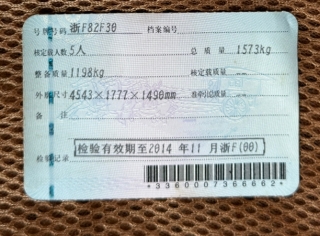 号牌号码 浙F8ZF30 档案编号
核定载人数 5人 总质量 1573kg
整备质量 1198kg 核定载质量 --
外廓尺寸 4543×1777×1490mm 准牵引总质量 --
备注
检验有效期至2014年11月浙F(00)
检验记录
*3360007366662*